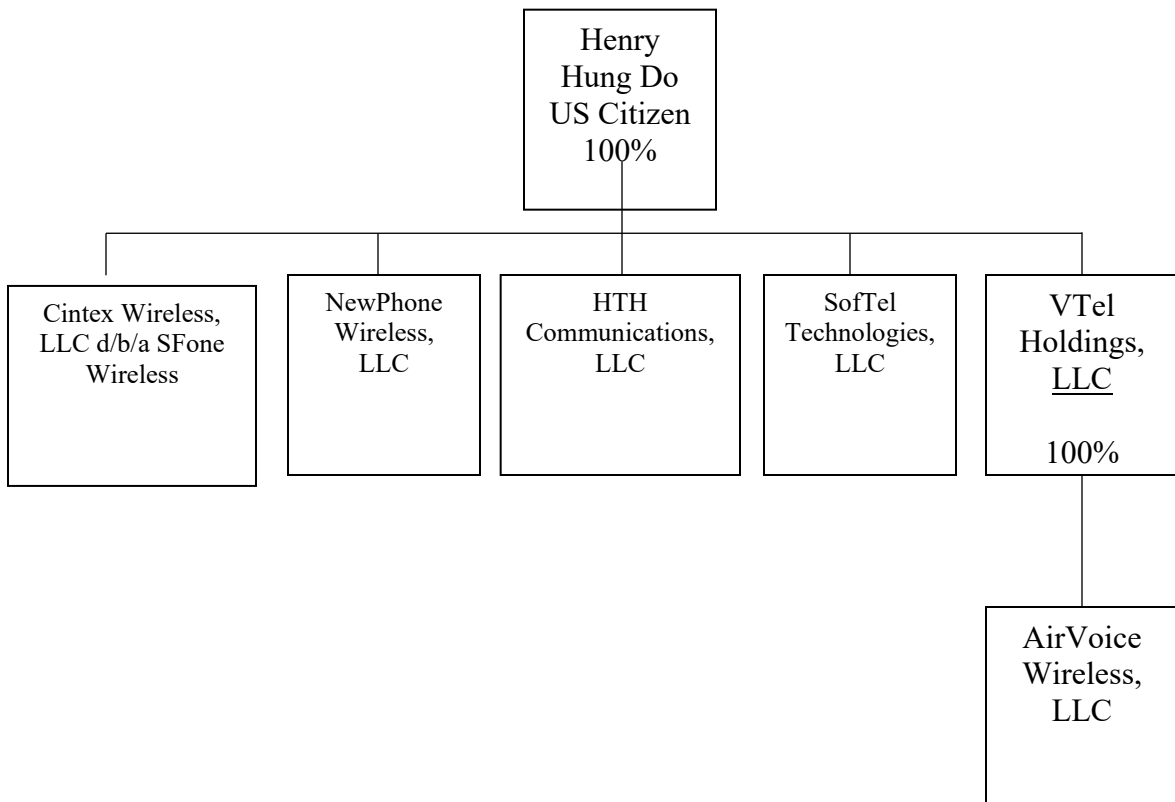 Henry
Hung Do
US Citizen
100%
Cintex Wireless,
LLC d/b/a SFone
Wireless
NewPhone
Wireless,
LLC
HTH
Communications,
LLC
SofTel
Technologies,
LLC
VTel
Holdings,
LLC
100%
AirVoice
Wireless,
LLC